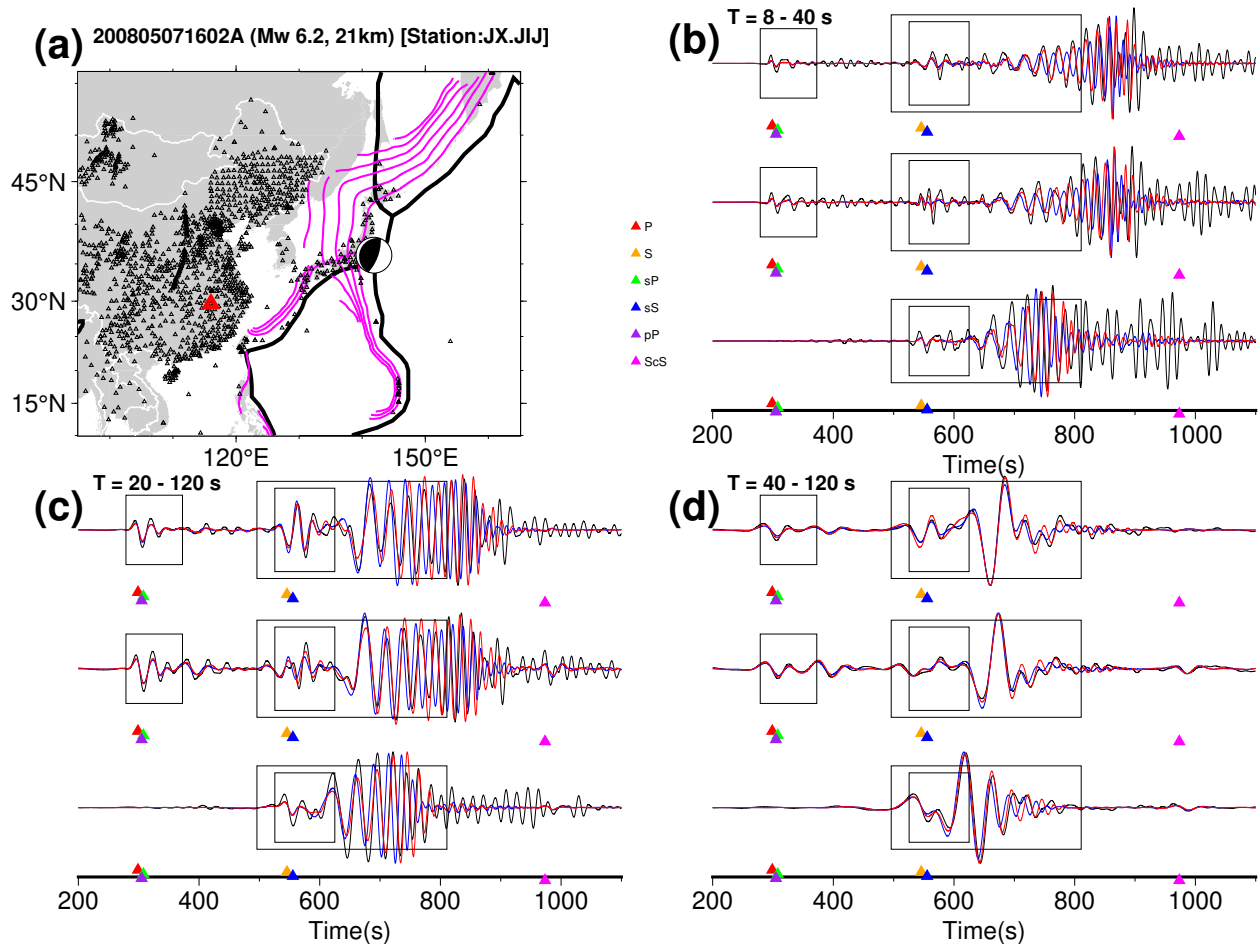 (a) 200805071602A (Mw 6.2, 21km) [Station:JX.JIJ]
45°N
30°N
15°N
120°E 150°E
P
S
sP
sS
pP
ScS
(b) T = 8 - 40 s
200 400 600 800 1000
Time(s)
(c) T = 20 - 120 s
200 400 600 800 1000
Time(s)
(d) T = 40 - 120 s
200 400 600 800 1000
Time(s)